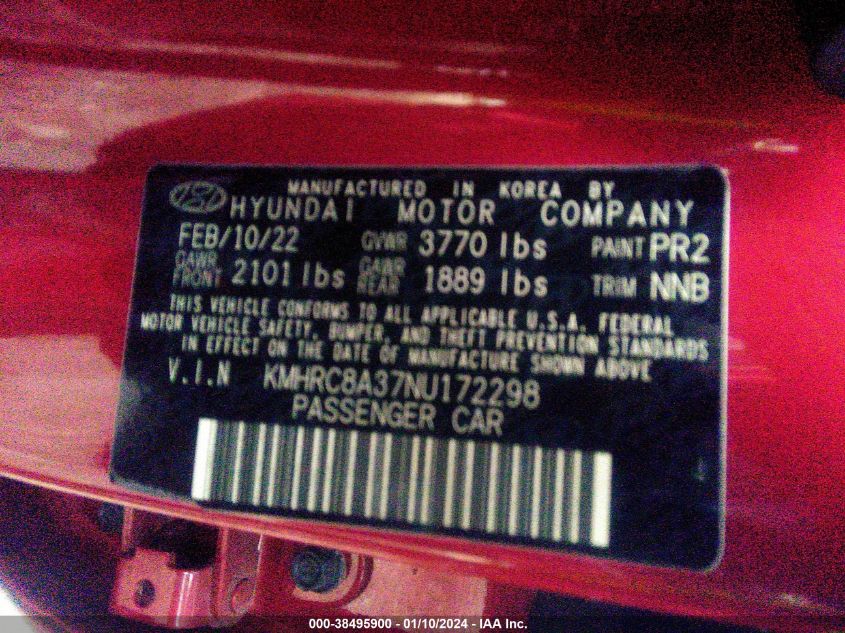 MANUFACTURED IN KOREA BY
HYUNDAI MOTOR COMPANY
FEB/10/22 GVWR 3770 lbs PAINT PR2
GAWR FRONT 2101 lbs GAWR REAR 1889 lbs TRIM NNB
THIS VEHICLE CONFORMS TO ALL APPLICABLE U.S.A. FEDERAL
MOTOR VEHICLE SAFETY, BUMPER, AND THEFT PREVENTION STANDARDS
IN EFFECT ON THE DATE OF MANUFACTURE SHOWN ABOVE
V.I.N KMHRC8A37NU172298
PASSENGER CAR
000-38495900 - 01/10/2024 - IAA Inc.